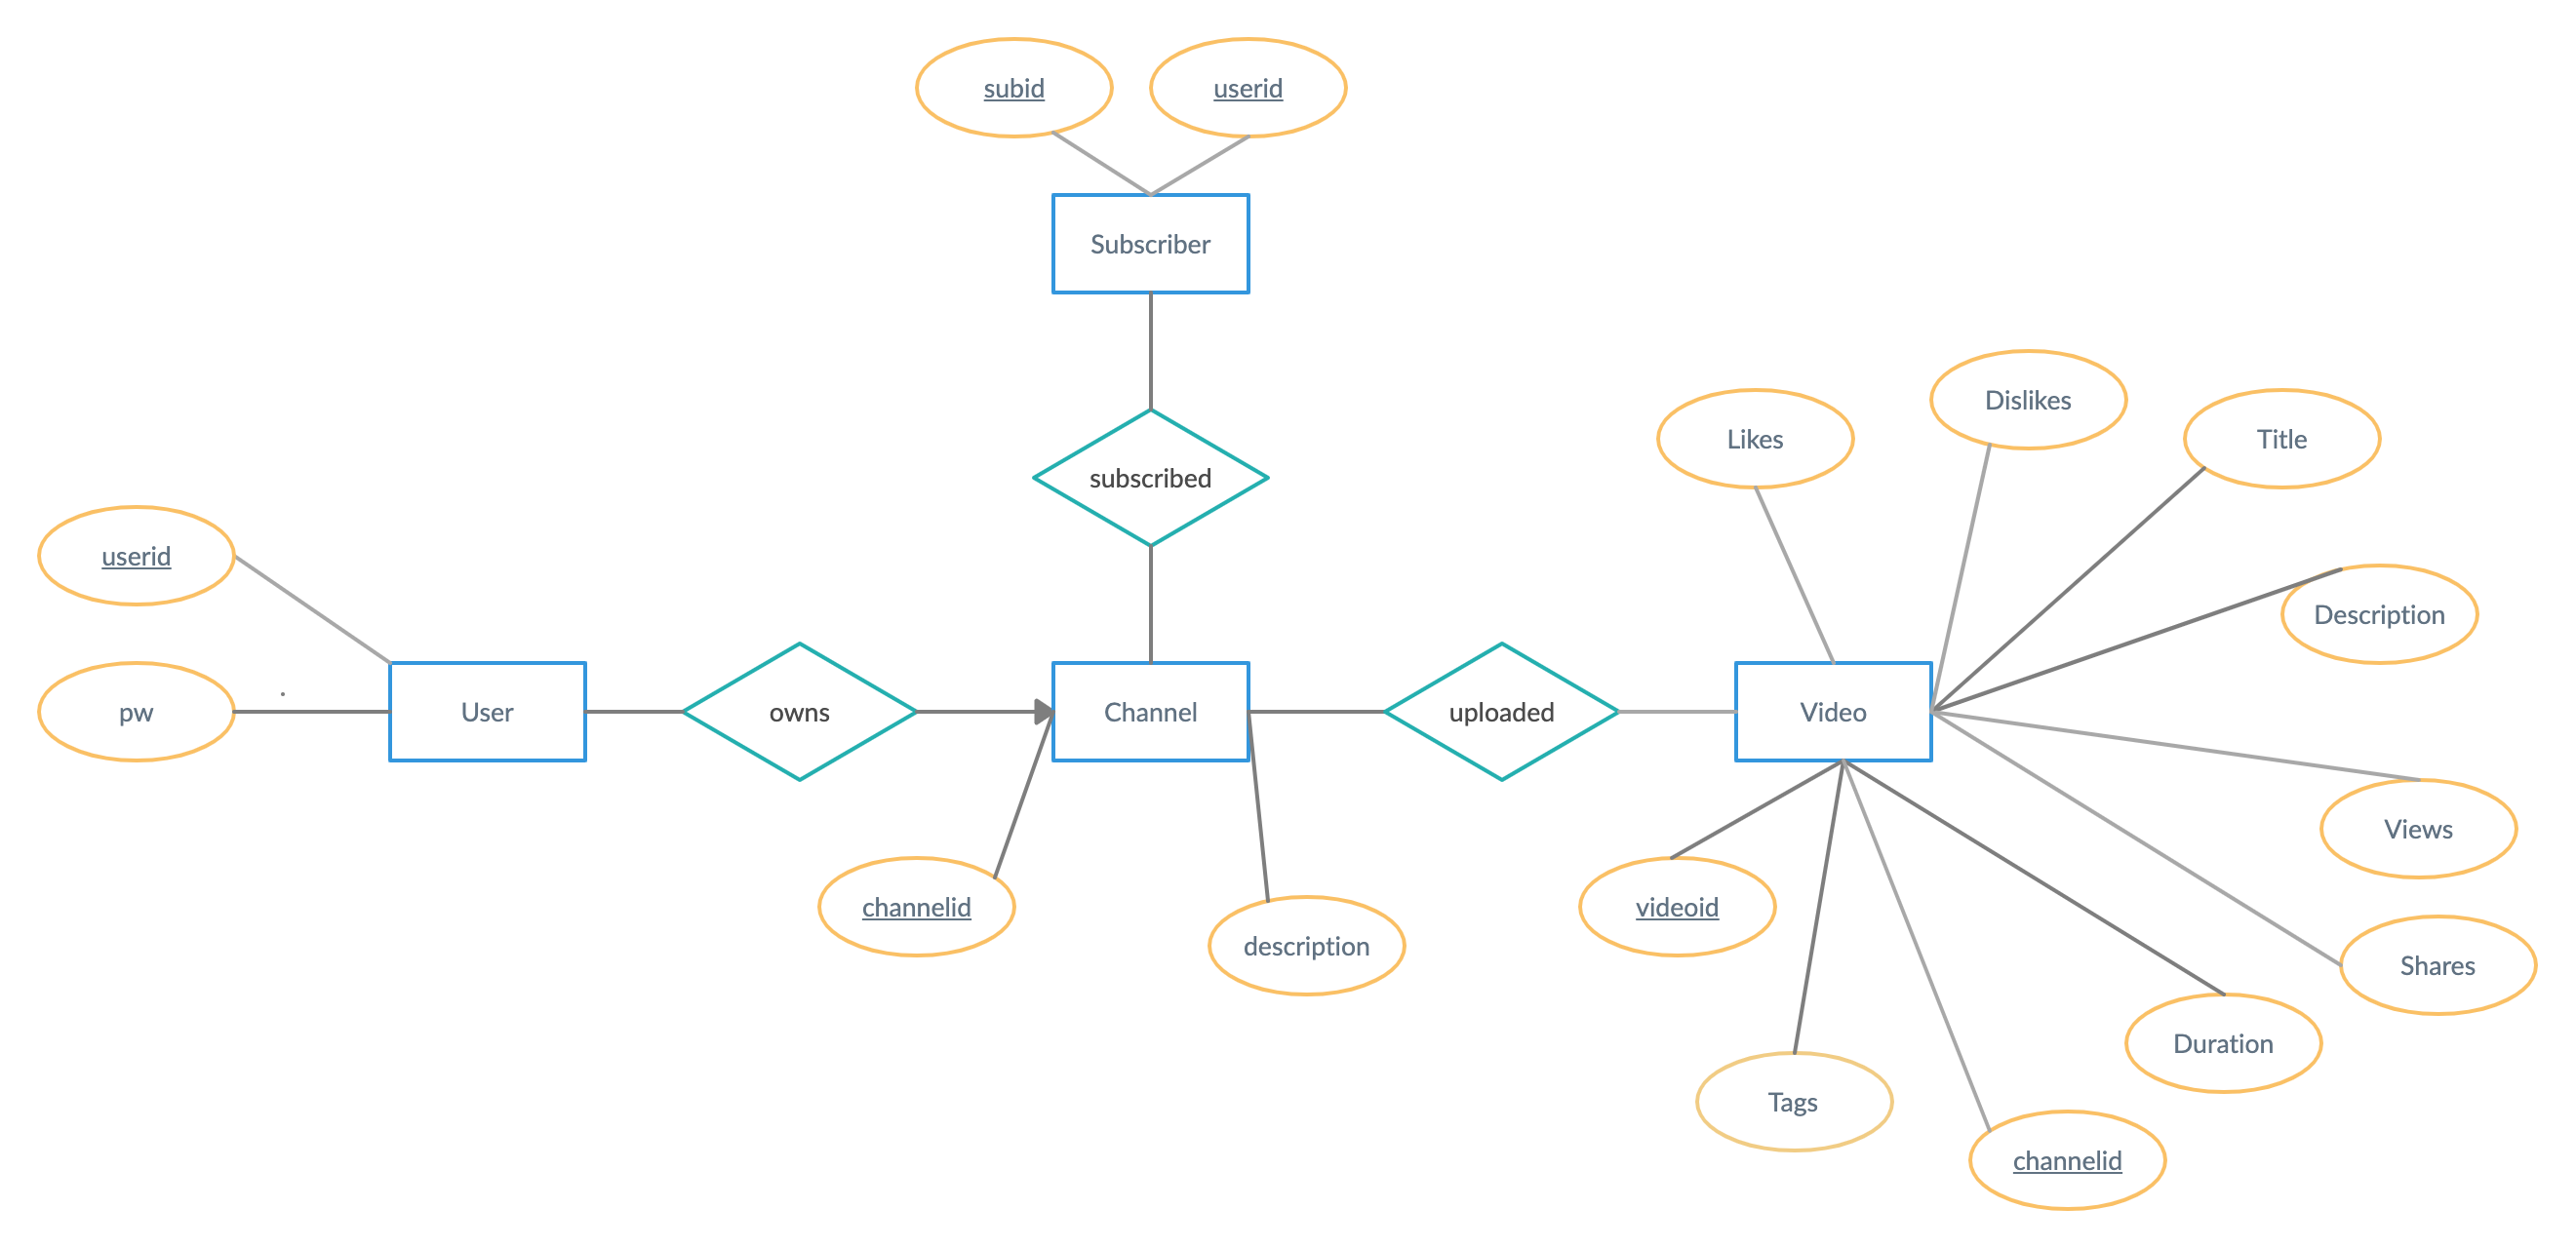 subid
userid
Subscriber
subscribed
Likes
Dislikes
Title
Description
userid
pw
User
owns
Channel
uploaded
Video
Views
channelid
description
videoid
Shares
Duration
Tags
channelid